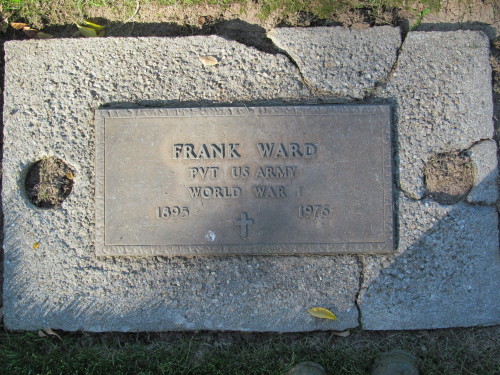 FRANK WARD
PVT US ARMY
WORLD WAR I
1895 1976